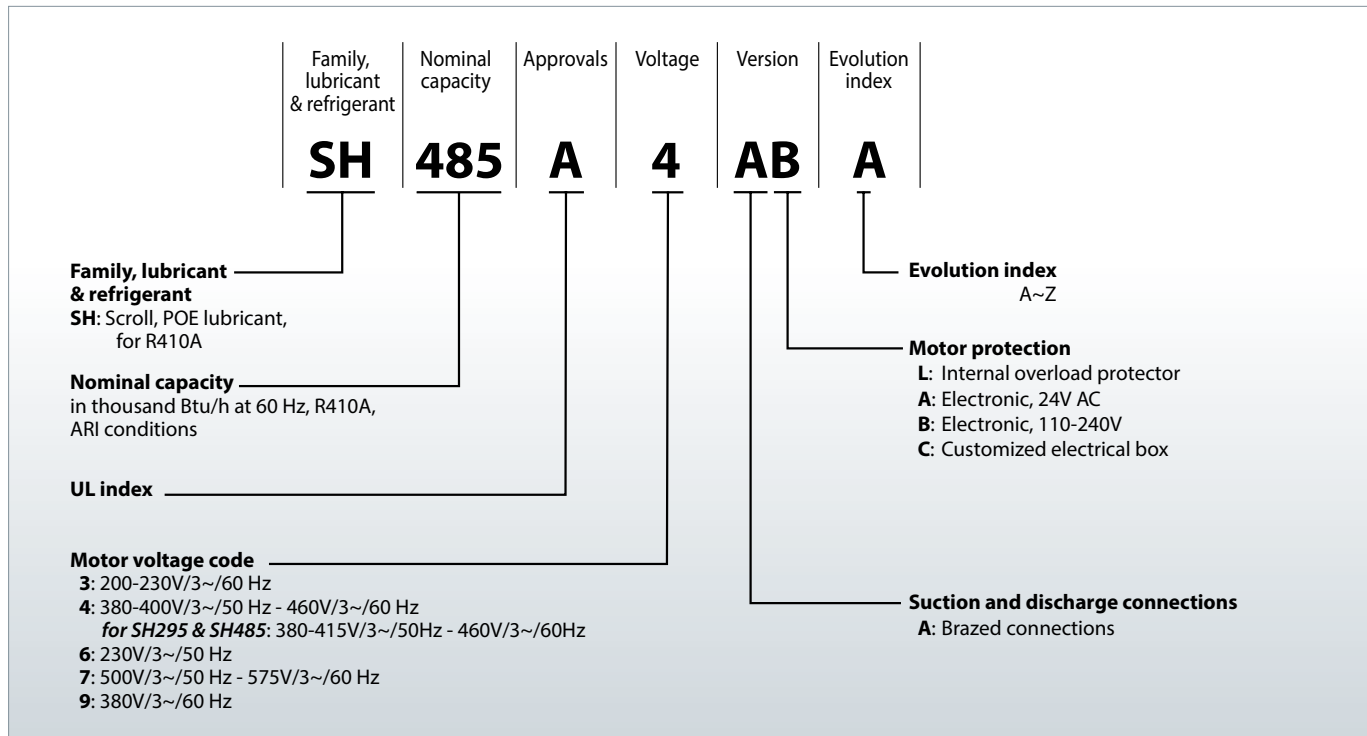 Family,
lubricant
& refrigerant
Nominal
capacity
Approvals
Voltage
Version
Evolution
index
SH
485
A
4
AB
A
Family, lubricant
& refrigerant
SH: Scroll, POE lubricant,
for R410A
Nominal capacity
in thousand Btu/h at 60 Hz, R410A,
ARI conditions
UL index
Motor voltage code
3: 200-230V/3~/60 Hz
4: 380-400V/3~/50 Hz - 460V/3~/60 Hz
for SH295 & SH485: 380-415V/3~/50Hz - 460V/3~/60Hz
6: 230V/3~/50 Hz
7: 500V/3~/50 Hz - 575V/3~/60 Hz
9: 380V/3~/60 Hz
Evolution index
A~Z
Motor protection
L: Internal overload protector
A: Electronic, 24V AC
B: Electronic, 110-240V
C: Customized electrical box
Suction and discharge connections
A: Brazed connections